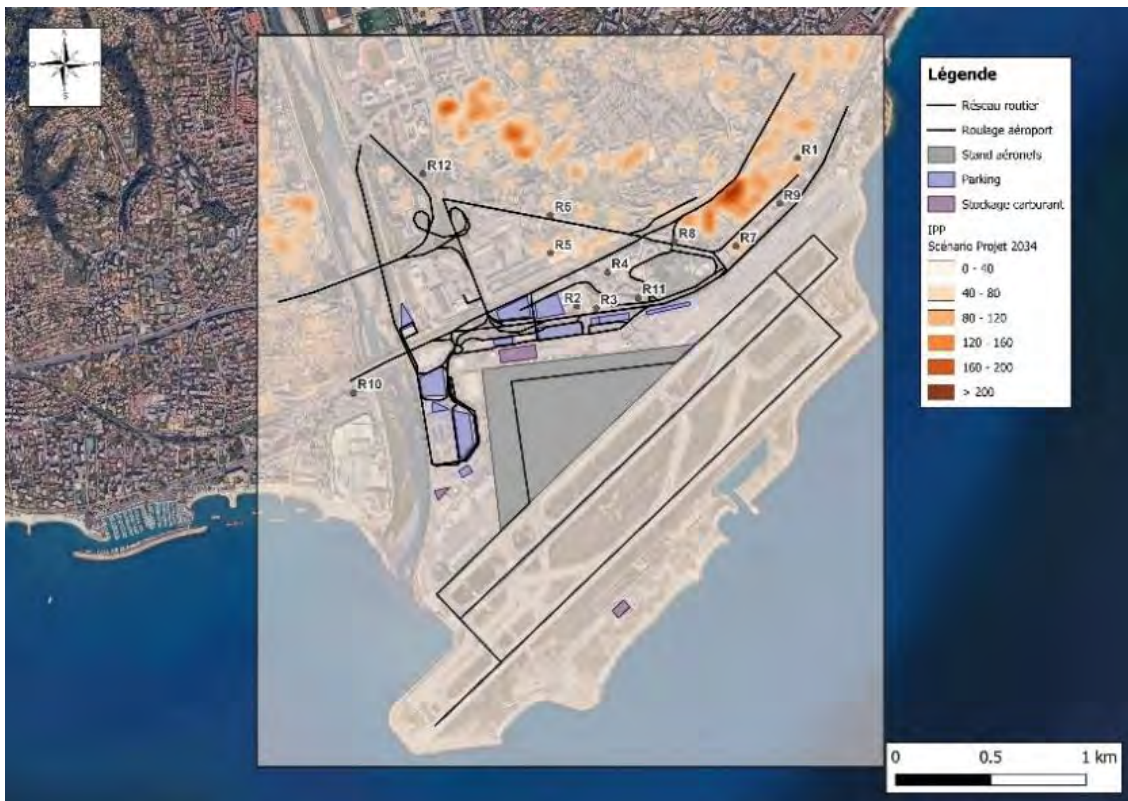 N
O
E
S
Légende
Réseau routier
Roulage aéroport
Stand aéronefs
Parking
Stockage carburant
IPP
Scénario Projet 2034
0 - 40
40 - 80
80 - 120
120 - 160
160 - 200
> 200
R1
R12
R9
R6
R8
R7
R5
R4
R11
R2
R3
R10
0 0.5 1 km